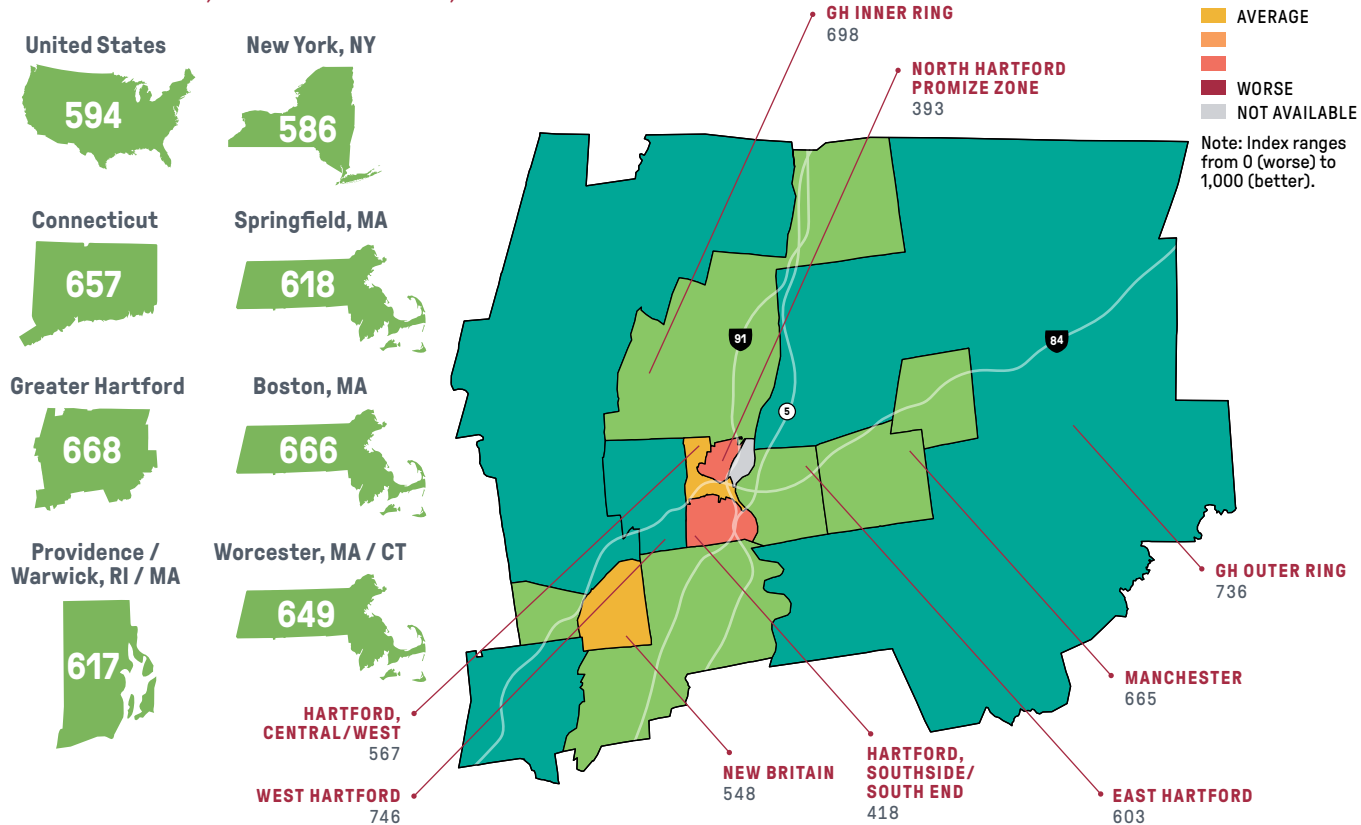 United States
594
New York, NY
586
Connecticut
657
Springfield, MA
618
Greater Hartford
668
Boston, MA
666
Providence /
Warwick, RI / MA
617
Worcester, MA / CT
649
GH INNER RING
698
NORTH HARTFORD
PROMIZE ZONE
393
AVERAGE
WORSE
NOT AVAILABLE
Note: Index ranges
from 0 (worse) to
1,000 (better).
91
84
5
GH OUTER RING
736
MANCHESTER
665
HARTFORD,
CENTRAL/WEST
567
WEST HARTFORD
746
NEW BRITAIN
548
HARTFORD,
SOUTHSIDE/
SOUTH END
418
EAST HARTFORD
603